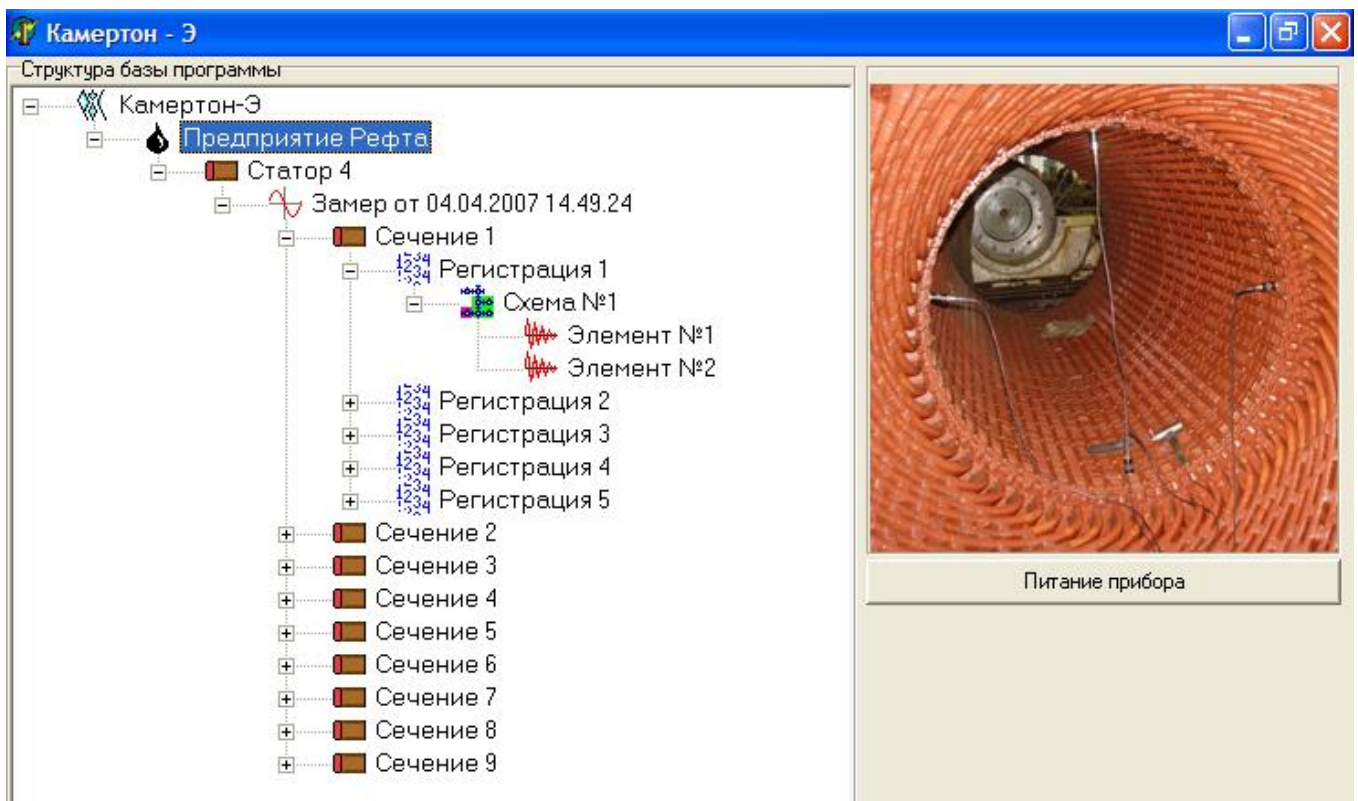 Камертон - Э
Структура базы программы
Камертон-Э
Предприятие Рефта
Статор 4
Замер от 04.04.2007 14.49.24
Сечение 1
Регистрация 1
Схема №1
Элемент №1
Элемент №2
Регистрация 2
Регистрация 3
Регистрация 4
Регистрация 5
Сечение 2
Сечение 3
Сечение 4
Сечение 5
Сечение 6
Сечение 7
Сечение 8
Сечение 9
Питание прибора